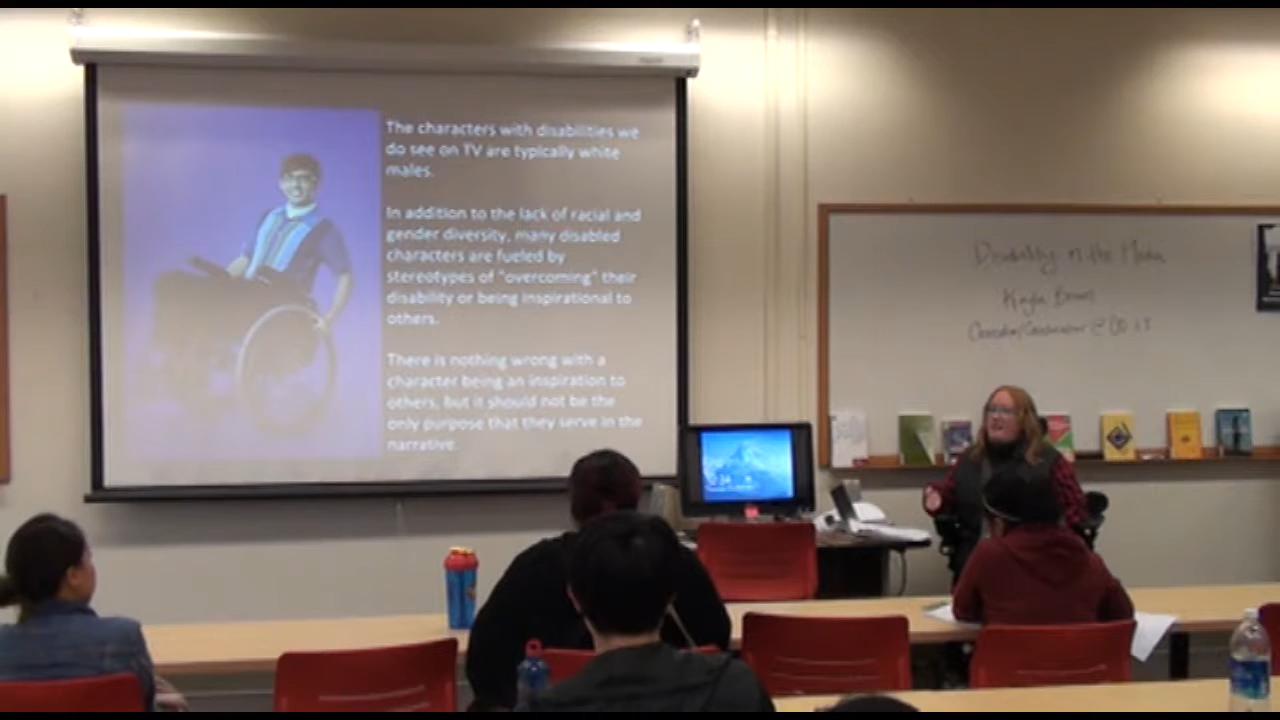 The characters with disabilities we
do see on TV are typically white
males.
In addition to the lack of racial and
gender diversity, many disabled
characters are fueled by
stereotypes of "overcoming" their
disability or being inspirational to
others.
There is nothing wrong with a
character being an inspiration to
others, but it should not be the
only purpose that they serve in the
narrative.
Disability in the Media
Kayla Brown